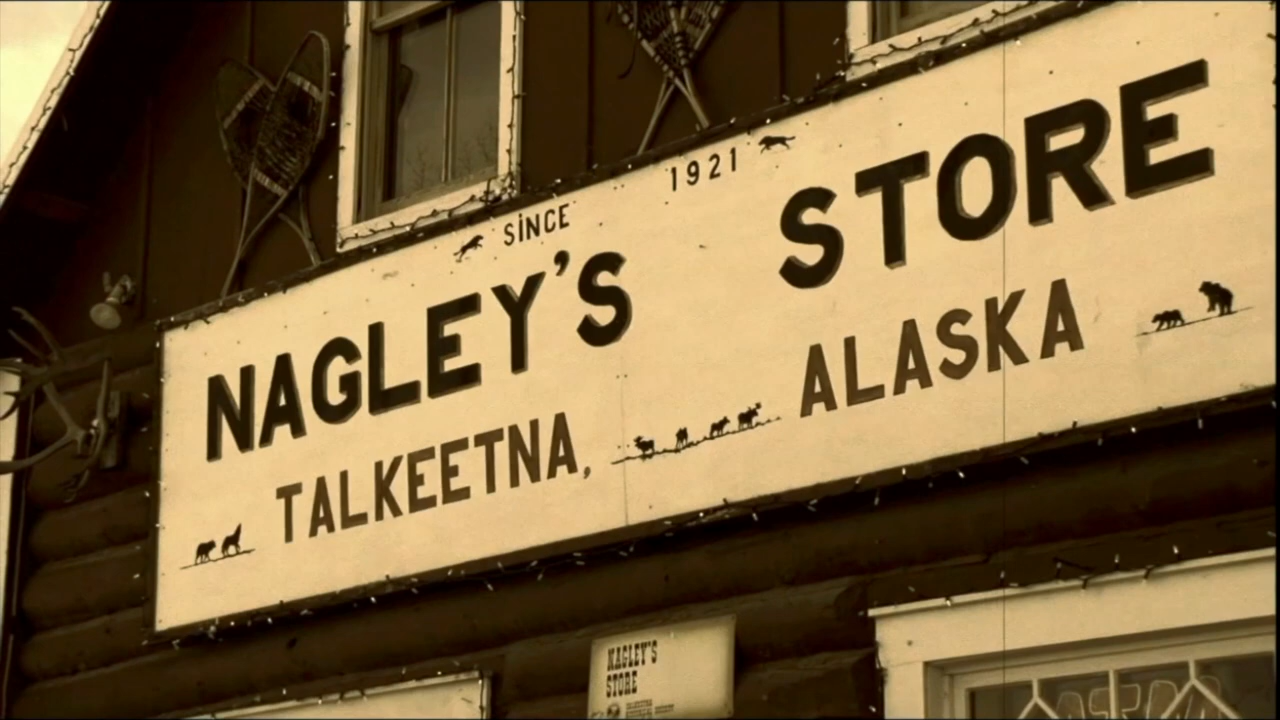 SINCE 1921
NAGLEY'S STORE
TALKEETNA, ALASKA
NAGLEY'S
STORE